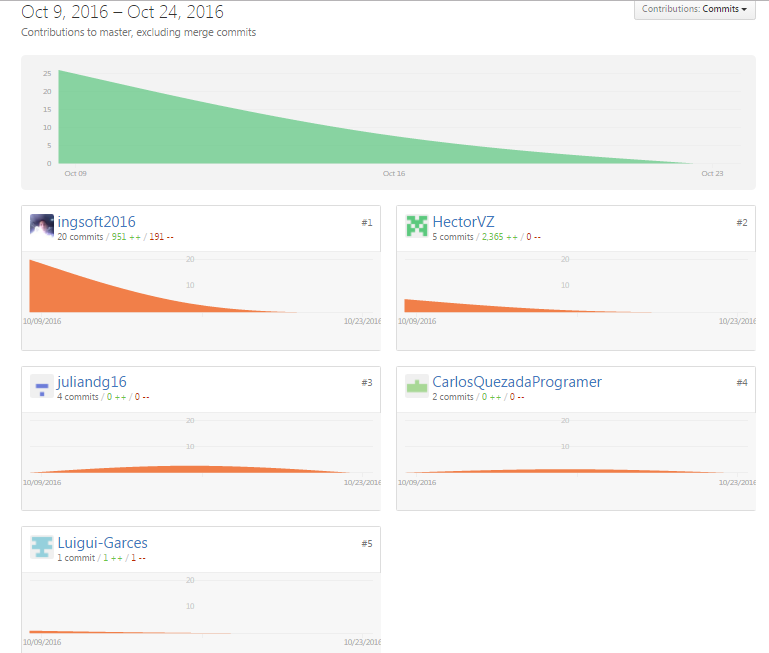 Oct 9, 2016 – Oct 24, 2016
Contributions: Commits
Contributions to master, excluding merge commits
25
20
15
10
5
0
Oct 09 Oct 16 Oct 23
ingsoft2016 #1
20 commits / 951 ++ / 191 --
20
10
10/09/2016 10/23/2016
HectorVZ #2
5 commits / 2,365 ++ / 0 --
20
10
10/09/2016 10/23/2016
juliandg16 #3
4 commits / 0 ++ / 0 --
20
10
10/09/2016 10/23/2016
CarlosQuezadaProgramer #4
2 commits / 0 ++ / 0 --
20
10
10/09/2016 10/23/2016
Luigui-Garces #5
1 commit / 1 ++ / 1 --
20
10
10/09/2016 10/23/2016